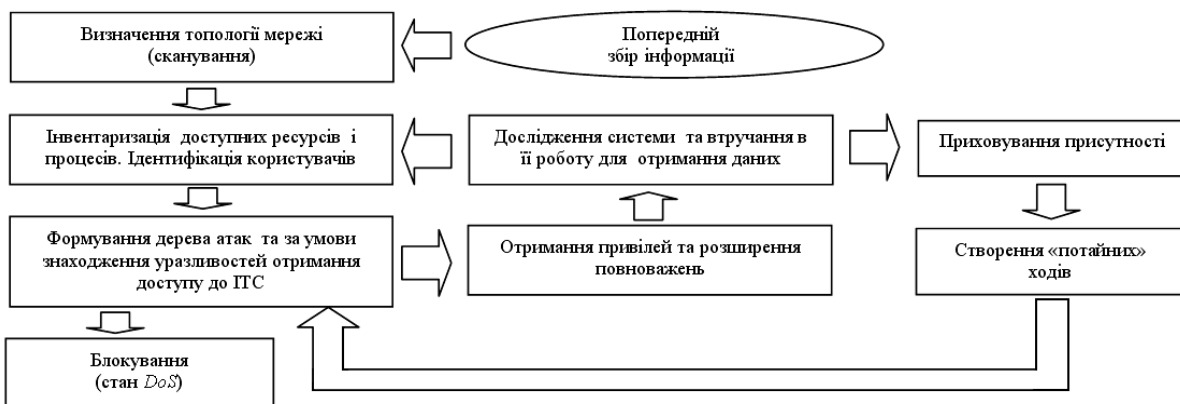 Визначення топології мережі
(сканування)
Попередній
збір інформації
Інвентаризація доступних ресурсів і
процесів. Ідентифікація користувачів
Дослідження системи та втручання в
її роботу для отримання даних
Приховування присутності
Формування дерева атак та за умови
знаходження уразливостей отримання
доступу до ІТС
Отримання привілей та розширення
повноважень
Створення «потайних»
ходів
Блокування
(стан DoS)